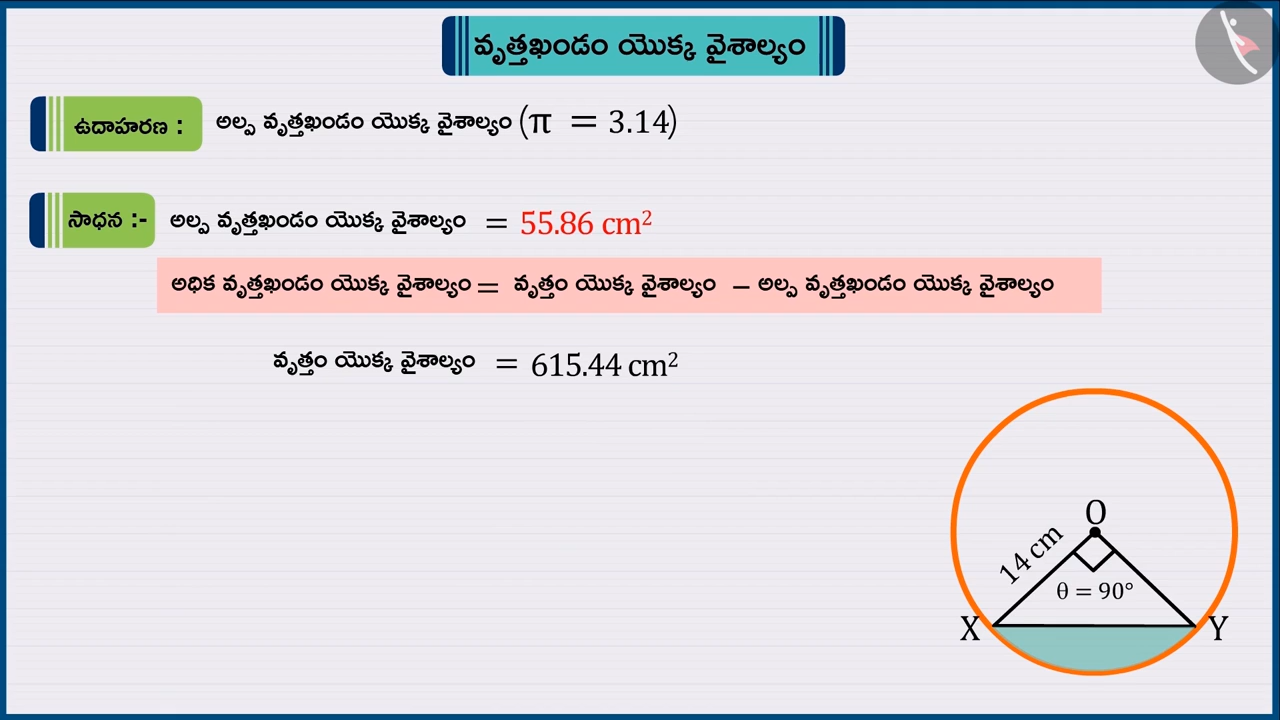 వృత్తఖండం యొక్క వైశాల్యం
ఉదాహరణ : అల్ప వృత్తఖండం యొక్క వైశాల్యం (π = 3.14)
సాధన :- అల్ప వృత్తఖండం యొక్క వైశాల్యం = 55.86 cm²
అధిక వృత్తఖండం యొక్క వైశాల్యం = వృత్తం యొక్క వైశాల్యం – అల్ప వృత్తఖండం యొక్క వైశాల్యం
వృత్తం యొక్క వైశాల్యం = 615.44 cm²
O
14 cm
θ = 90°
X Y